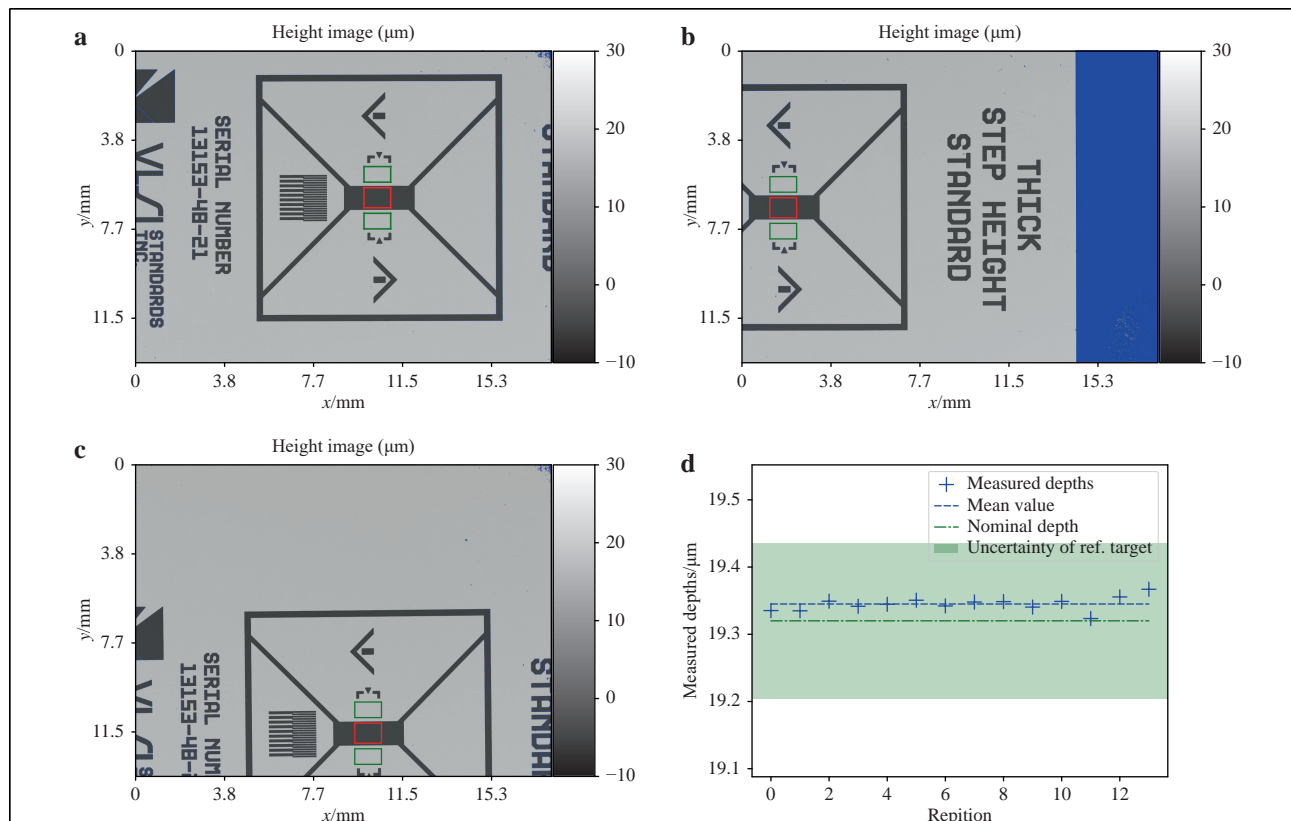 a
Height image (μm)
0
3.8
7.7
11.5
y/mm
0
3.8
7.7
11.5
15.3
x/mm
30
20
10
0
−10
VLSI
STANDARDS
INC
SERIAL NUMBER
13153-4B-21
STANDARD
b
Height image (μm)
0
3.8
7.7
11.5
y/mm
0
3.8
7.7
11.5
15.3
x/mm
30
20
10
0
−10
THICK
STEP HEIGHT
STANDARD
c
Height image (μm)
0
3.8
7.7
11.5
y/mm
0
3.8
7.7
11.5
15.3
x/mm
30
20
10
0
−10
SERIAL NUM
13153-4B-
STANDAR
d
19.5
19.4
19.3
19.2
19.1
Measured depths/μm
0
2
4
6
8
10
12
Repition
Measured depths
Mean value
Nominal depth
Uncertainty of ref. target